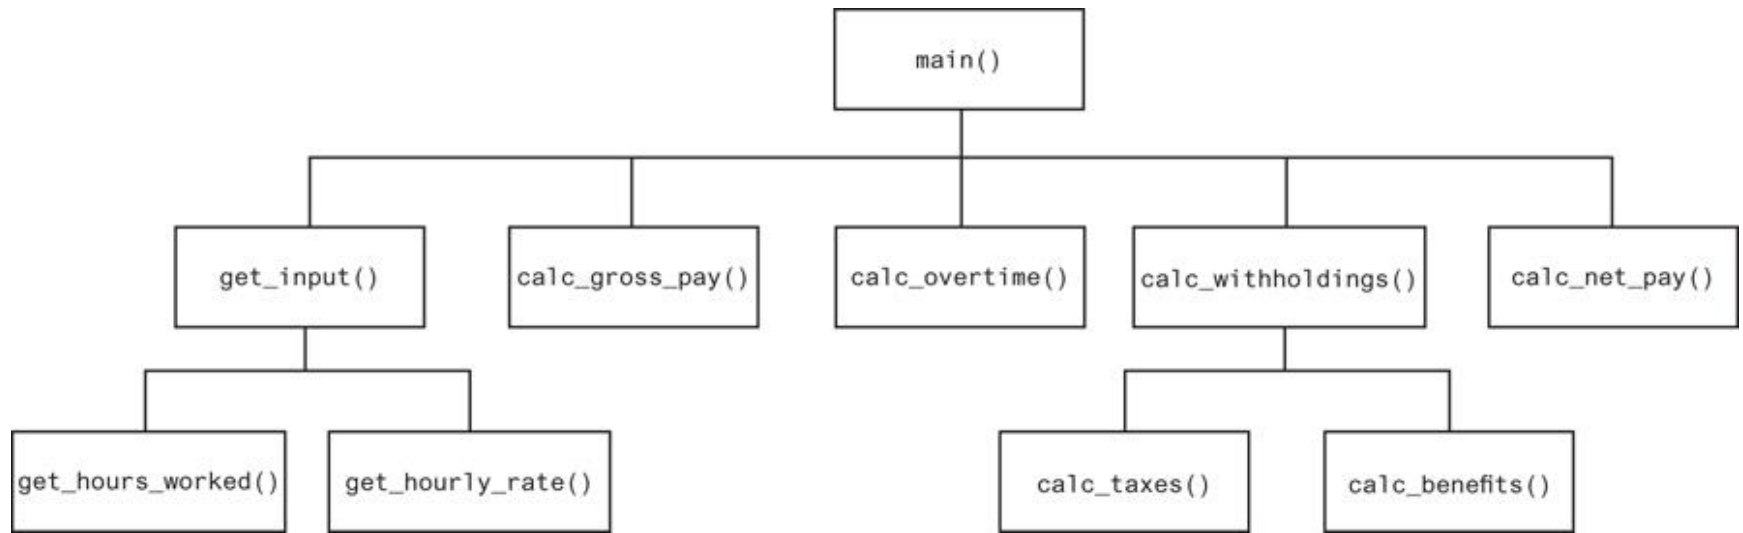 main()
get_input()
calc_gross_pay()
calc_overtime()
calc_withholdings()
calc_net_pay()
get_hours_worked()
get_hourly_rate()
calc_taxes()
calc_benefits()